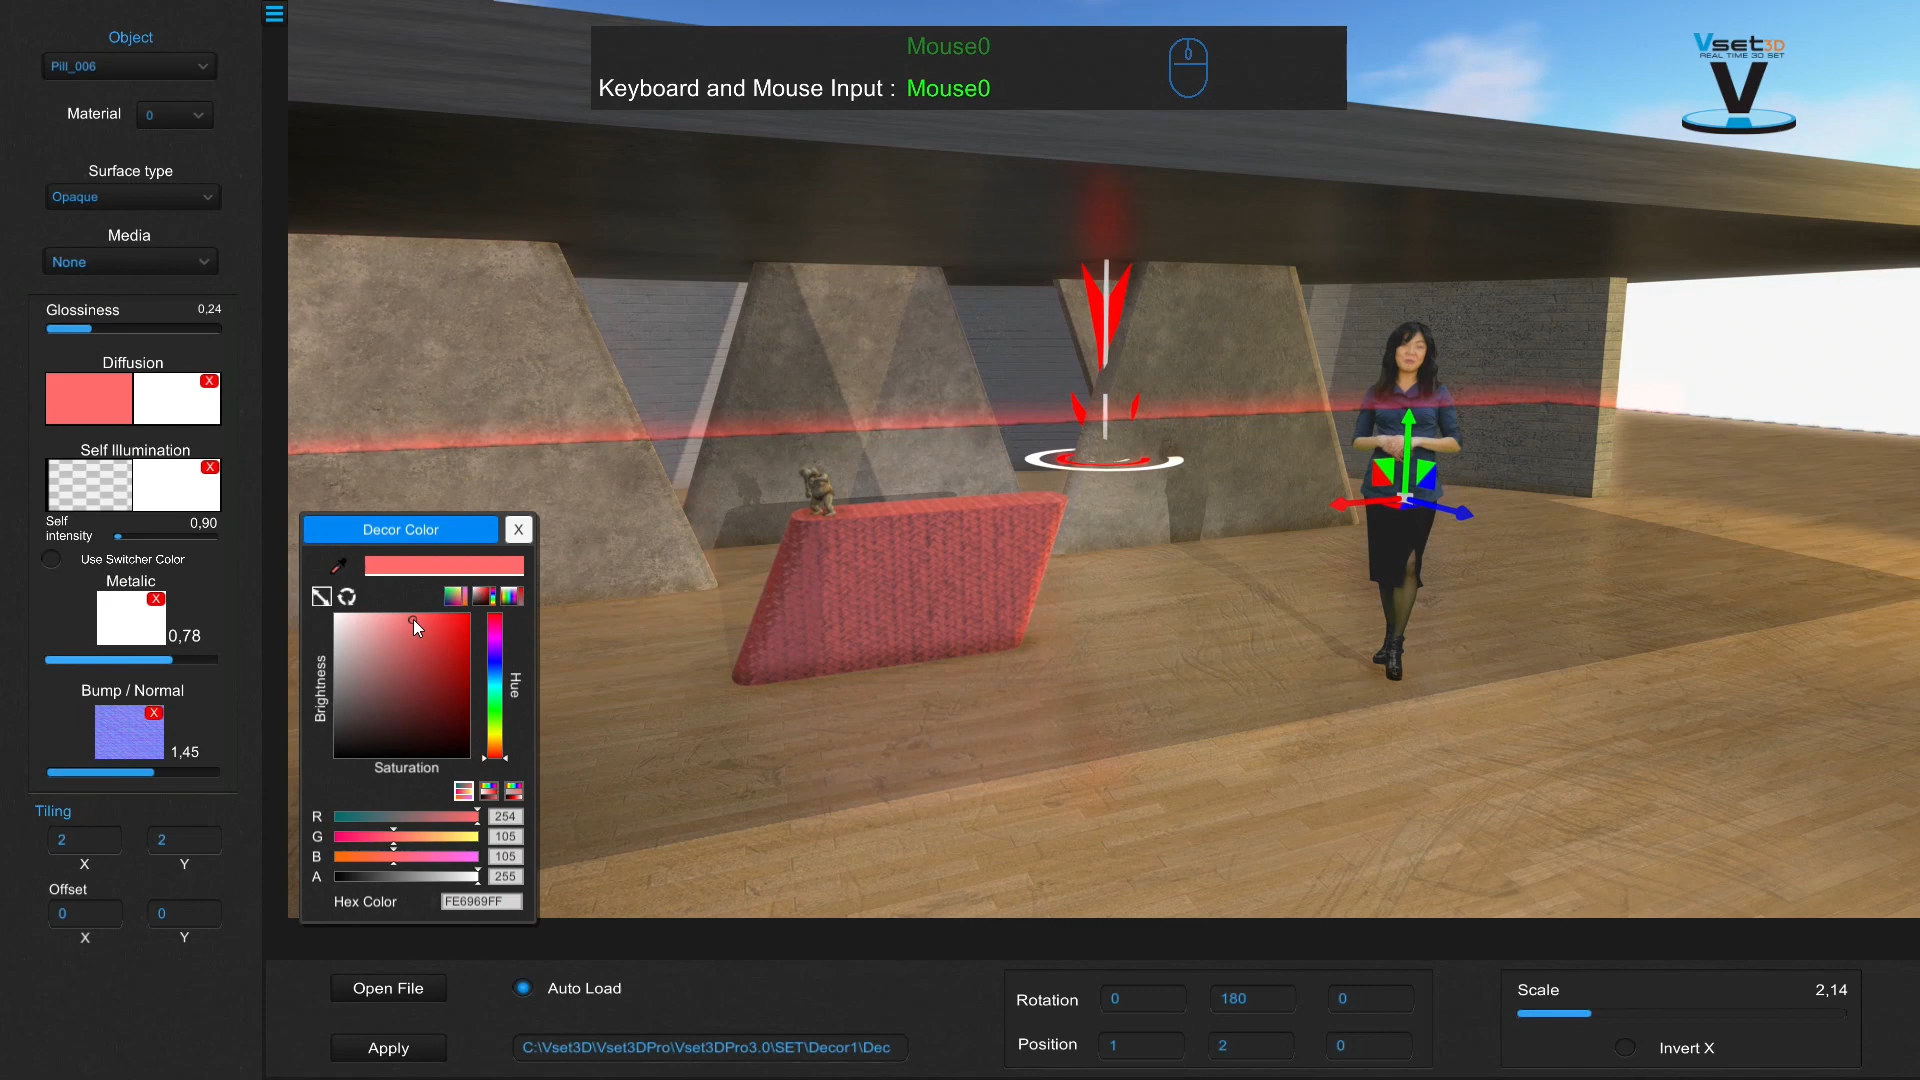 Object
Pill_006
Material 0
Surface type
Opaque
Media
None
Glossiness 0,24
Diffusion
X
Self Illumination
X
Self intensity 0,90
Use Switcher Color
Metalic
X
0,78
Bump / Normal
X
1,45
Tiling
2 2
X Y
Offset
0 0
X Y
Mouse0
Keyboard and Mouse Input : Mouse0
0
Vset3D
REAL TIME 3D SET
V
Decor Color X
Brightness
Hue
Saturation
R 254
G 105
B 105
A 255
Hex Color FE6969FF
Open File Auto Load
Apply C:\Vset3D\Vset3DPro\Vset3DPro3.0\SET\Decor1\Dec
Rotation 0 180 0
Position 1 2 0
Scale 2,14
Invert X